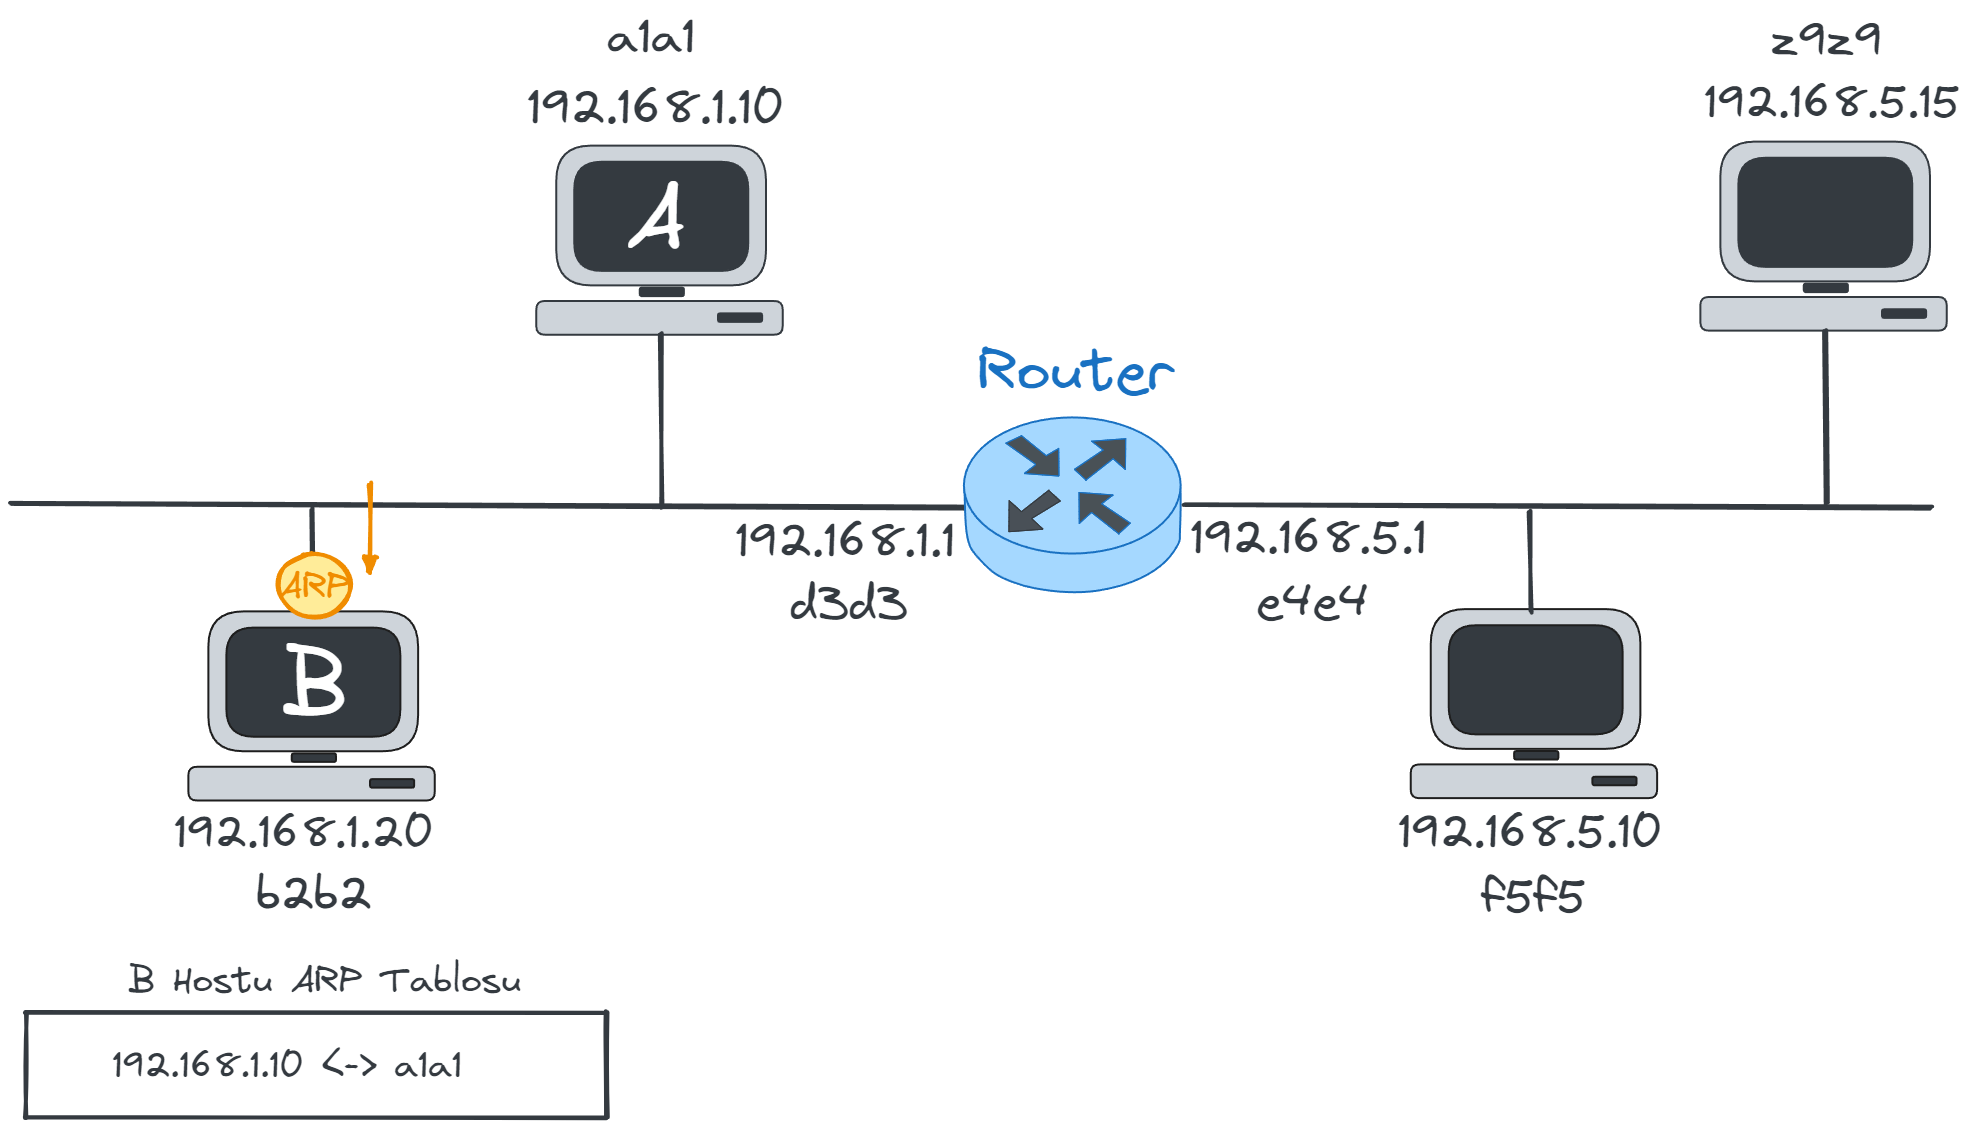 a1a1
192.168.1.10
A
z9z9
192.168.5.15
Router
192.168.1.1
d3d3
192.168.5.1
e4e4
ARP
B
192.168.1.20
b2b2
192.168.5.10
f5f5
B Hostu ARP Tablosu
192.168.1.10 <-> a1a1